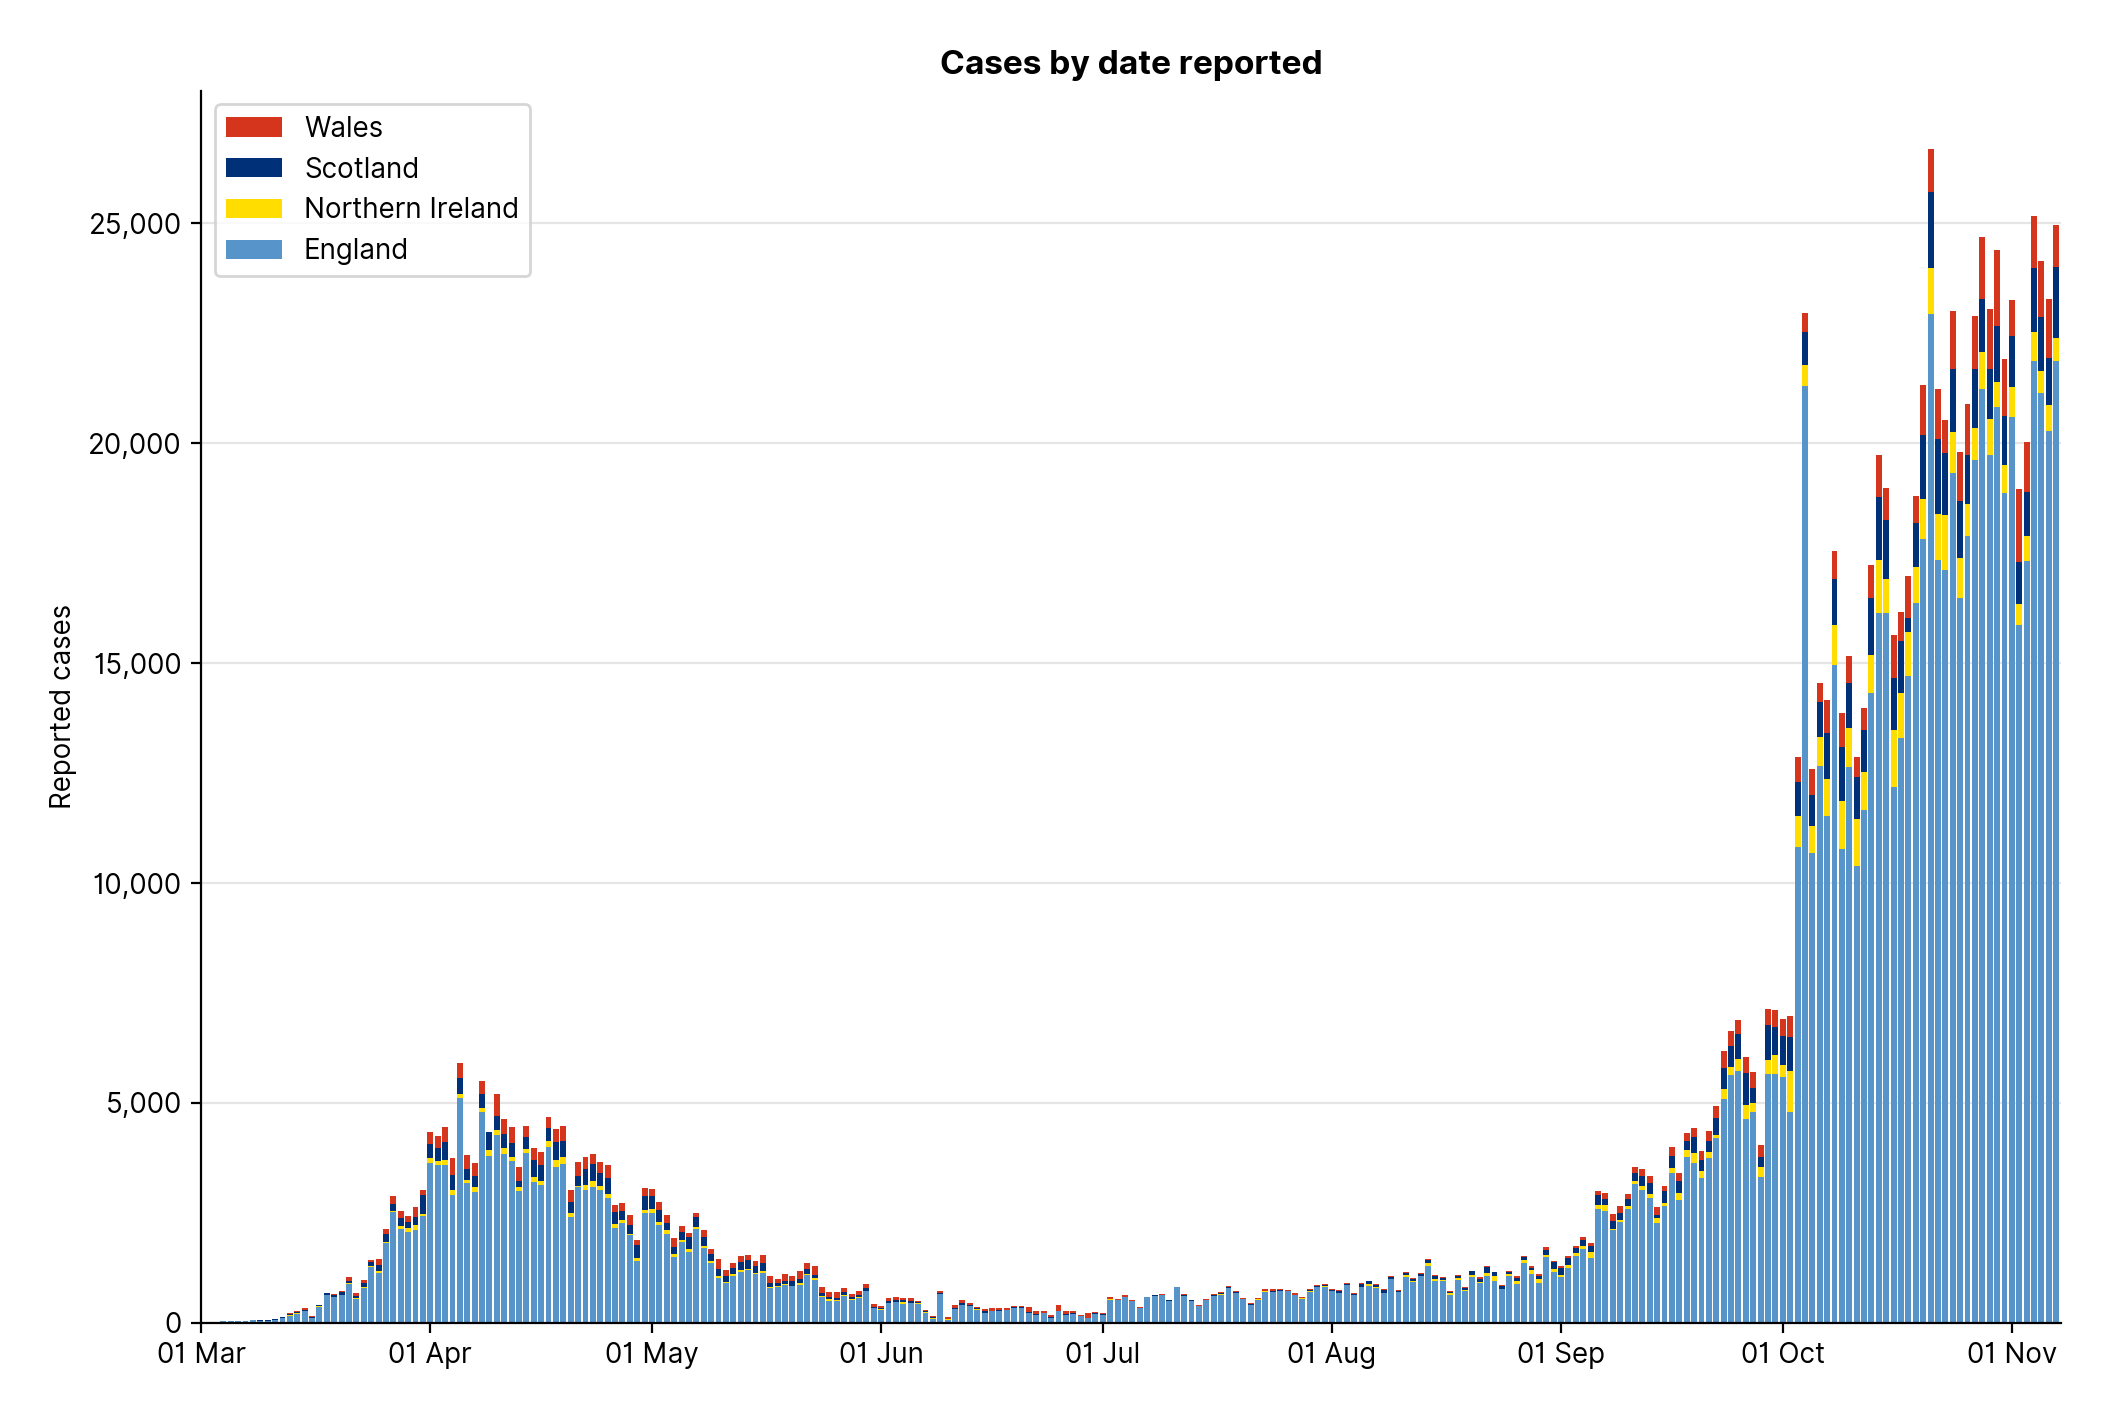 Cases by date reported
Wales
Scotland
Northern Ireland
England
Reported cases
25,000
20,000
15,000
10,000
5,000
0
01 Mar
01 Apr
01 May
01 Jun
01 Jul
01 Aug
01 Sep
01 Oct
01 Nov